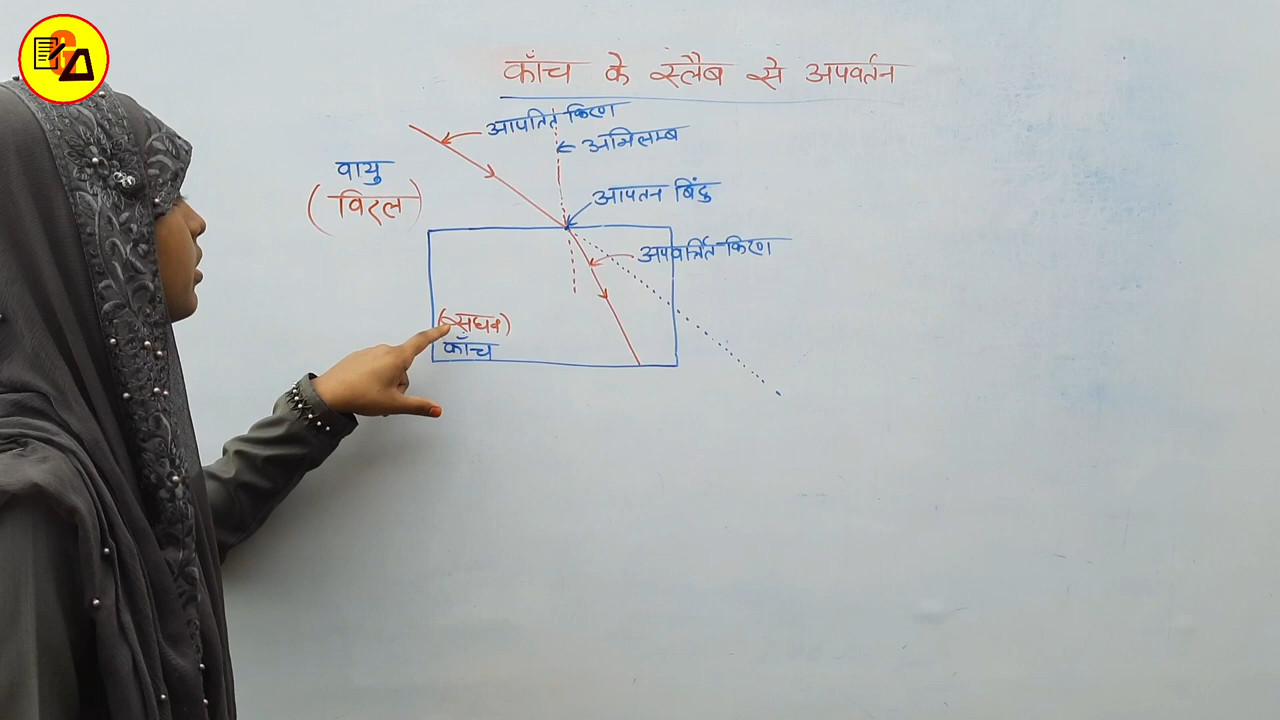 काँच के स्लैब से अपवर्तन
आपतित किरण
अभिलम्ब
वायु
(विरल)
आपतन बिंदु
अपवर्तित किरण
(सघन)
काँच